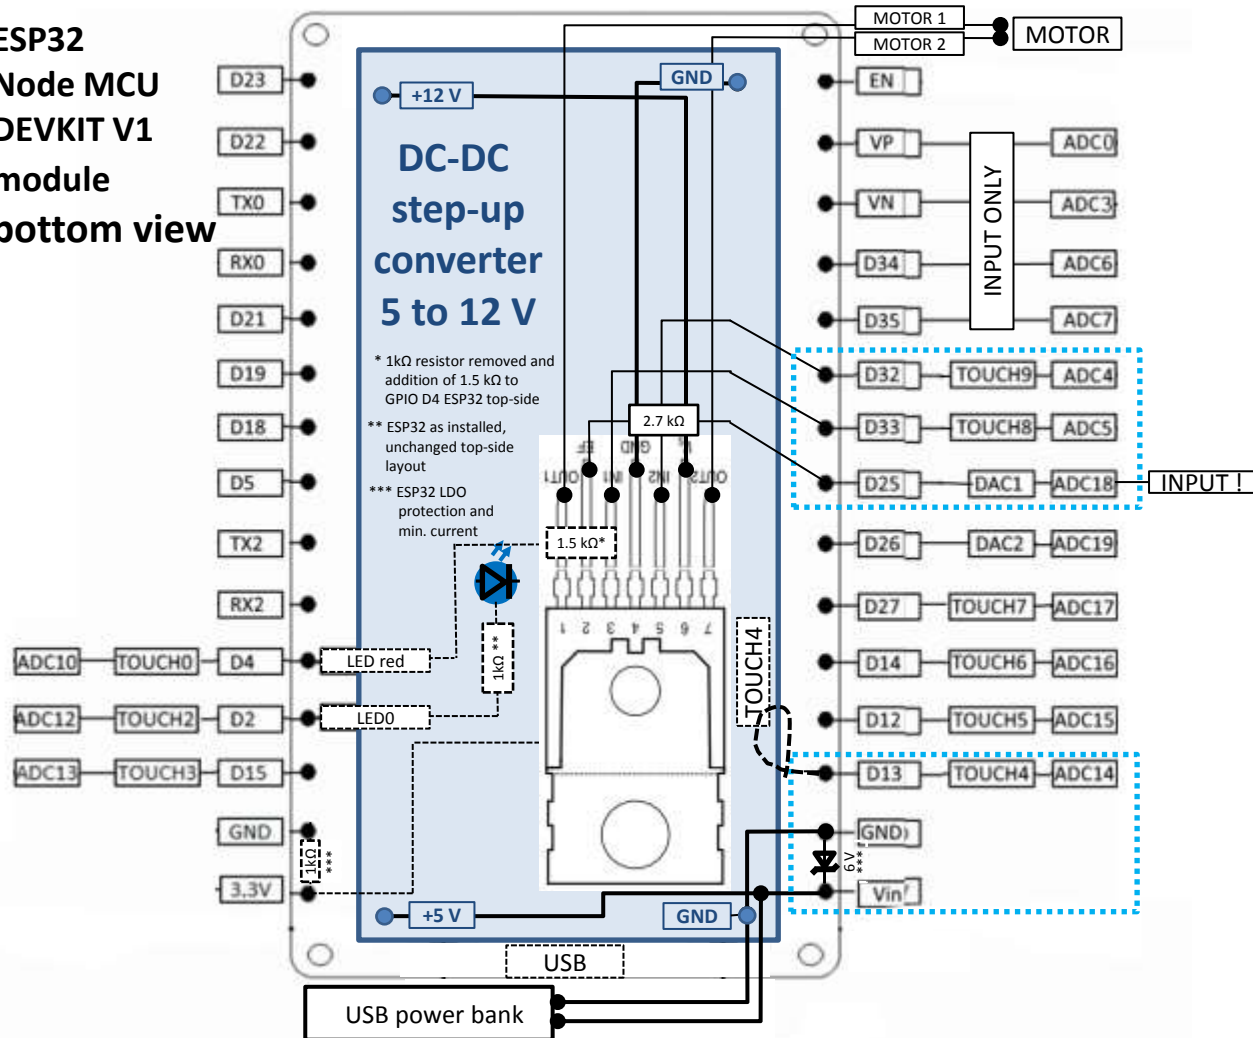 ESP32
Node MCU
DEVKIT V1
module
bottom view
MOTOR 1
MOTOR 2
MOTOR
D23
D22
TX0
RX0
D21
D19
D18
D5
TX2
RX2
ADC10 TOUCH0 D4
ADC12 TOUCH2 D2
ADC13 TOUCH3 D15
GND
3.3V
1kΩ
***
+12 V
GND
DC-DC
step-up
converter
5 to 12 V
* 1kΩ resistor removed and
addition of 1.5 kΩ to
GPIO D4 ESP32 top-side
** ESP32 as installed,
unchanged top-side
layout
*** ESP32 LDO
protection and
min. current
2.7 kΩ
EF GND
OUT1 IN1 IN2 OUT2
1.5 kΩ*
1 2 3 4 5 6 7
LED red
LED0
1kΩ **
TOUCH4
+5 V
GND
USB
USB power bank
EN
VP ADC0
VN ADC3
D34 ADC6
D35 ADC7
INPUT ONLY
D32 TOUCH9 ADC4
D33 TOUCH8 ADC5
D25 DAC1 ADC18 INPUT !
D26 DAC2 ADC19
D27 TOUCH7 ADC17
D14 TOUCH6 ADC16
D12 TOUCH5 ADC15
D13 TOUCH4 ADC14
GND
6 V
***
Vin